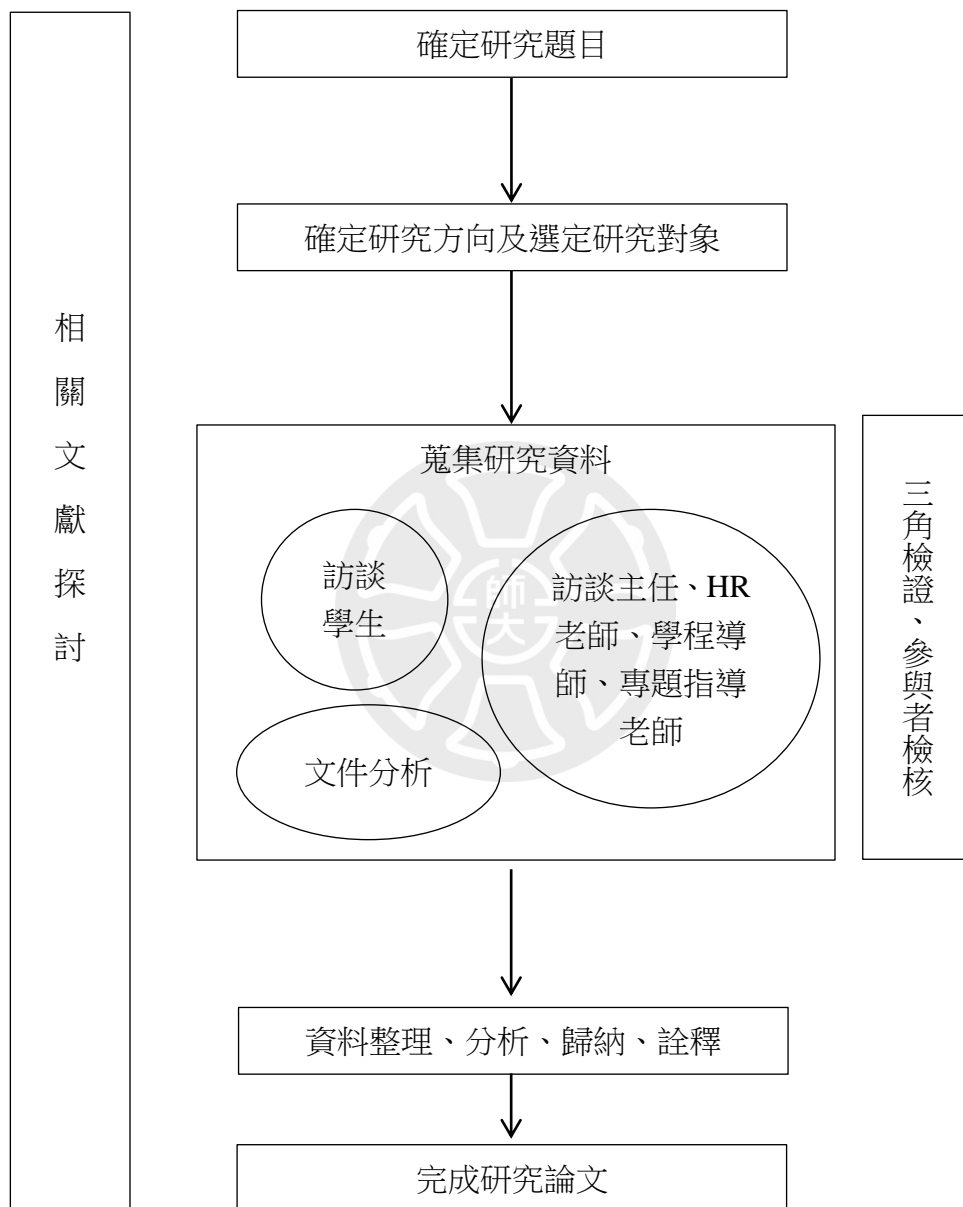 確定研究題目
確定研究方向及選定研究對象
相
關
文
獻
探
討
蒐集研究資料
訪談
學生
訪談主任、HR
老師、學程導
師、專題指導
老師
文件分析
師大
三角檢證、參與者檢核
資料整理、分析、歸納、詮釋
完成研究論文